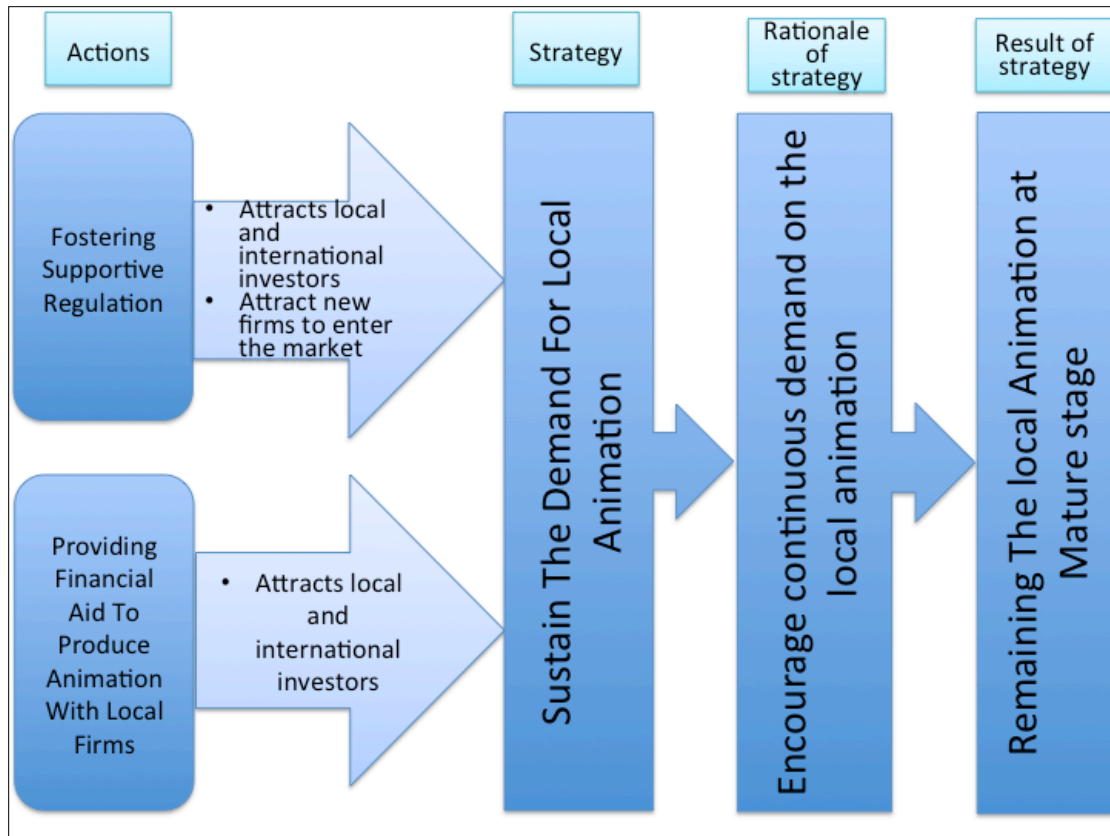 Actions
Strategy
Rationale
of
strategy
Result of
strategy
Fostering
Supportive
Regulation
• Attracts local
and
international
investors
• Attract new
firms to enter
the market
Providing
Financial
Aid To
Produce
Animation
With Local
Firms
• Attracts local
and
international
investors
Sustain The Demand For Local
Animation
Encourage continuous demand on the
local animation
Remaining The local Animation at
Mature stage